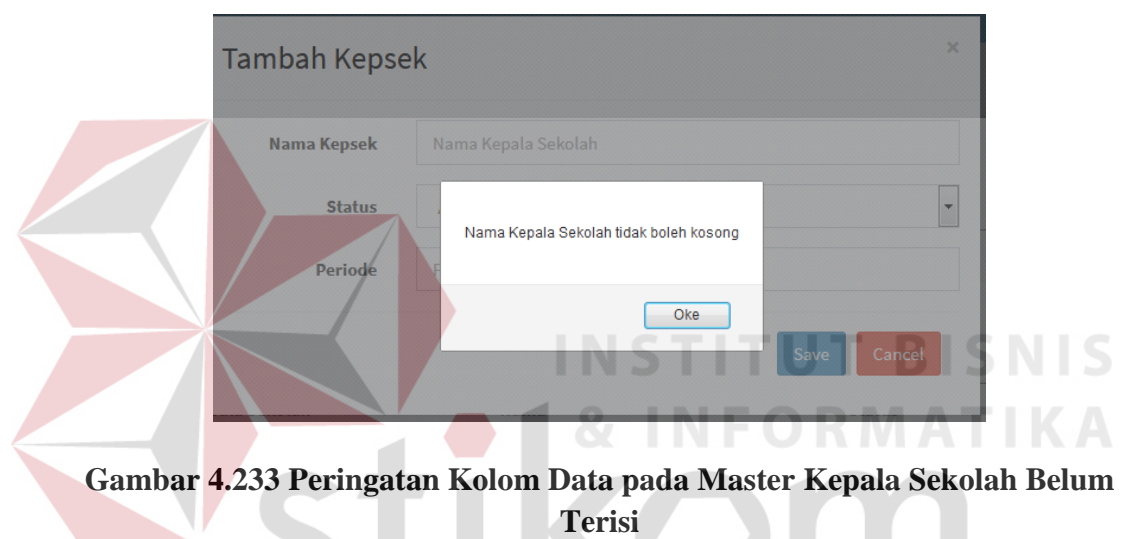 Tambah Kepsek
×
Nama Kepsek Nama Kepala Sekolah
Status
Nama Kepala Sekolah tidak boleh kosong
Periode
Oke
Save Cancel
INSTITUT BISNIS
& INFORMATIKA
stikom
Gambar 4.233 Peringatan Kolom Data pada Master Kepala Sekolah Belum
Terisi